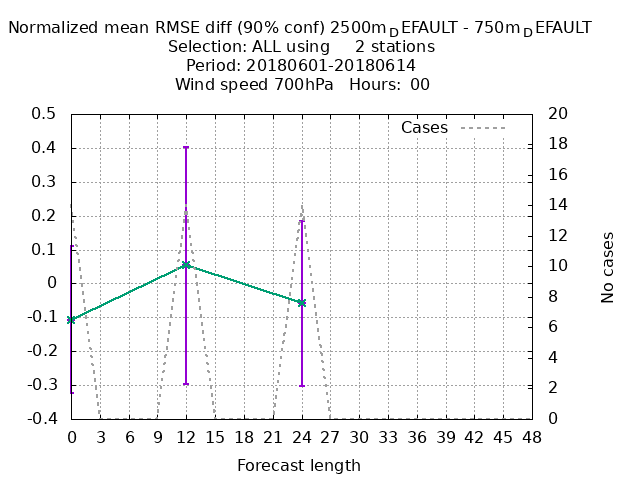 Normalized mean RMSE diff (90% conf) 2500m_DEFAULT - 750m_DEFAULT
Selection: ALL using 2 stations
Period: 20180601-20180614
Wind speed 700hPa Hours: 00
Cases
0.5
0.4
0.3
0.2
0.1
0
-0.1
-0.2
-0.3
-0.4
20
18
16
14
12
10
8
6
4
2
0
No cases
0 3 6 9 12 15 18 21 24 27 30 33 36 39 42 45 48
Forecast length